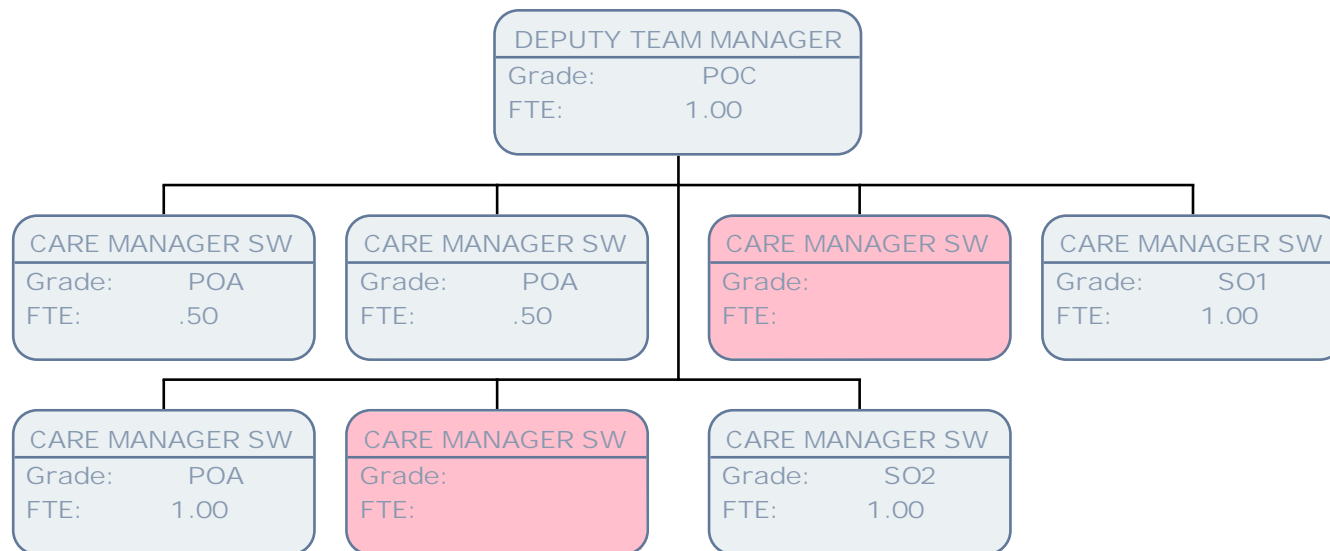 DEPUTY TEAM MANAGER
Grade: POC
FTE: 1.00
CARE MANAGER SW
Grade: POA
FTE: .50
CARE MANAGER SW
Grade: POA
FTE: .50
CARE MANAGER SW
Grade:
FTE:
CARE MANAGER SW
Grade: SO1
FTE: 1.00
CARE MANAGER SW
Grade: POA
FTE: 1.00
CARE MANAGER SW
Grade:
FTE:
CARE MANAGER SW
Grade: SO2
FTE: 1.00